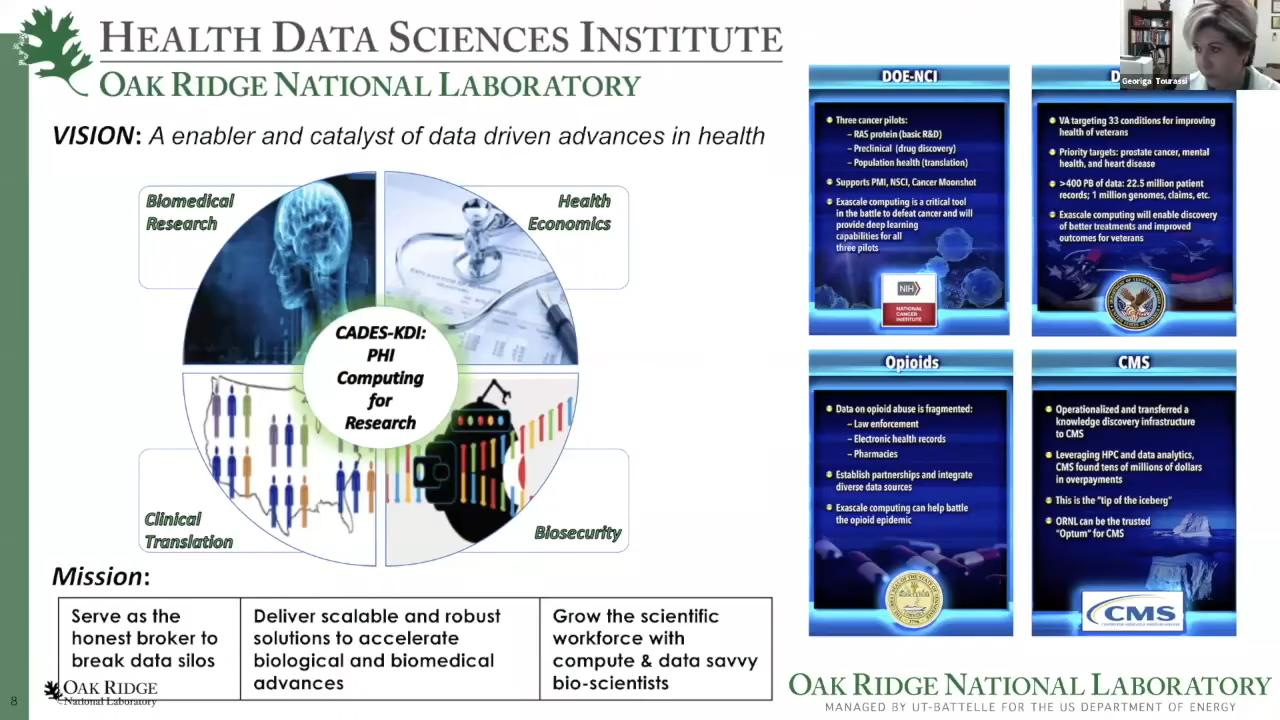 HEALTH DATA SCIENCES INSTITUTE
OAK RIDGE NATIONAL LABORATORY
VISION: A enabler and catalyst of data driven advances in health
Biomedical
Research
Health
Economics
CADES-KDI:
PHI
Computing
for
Research
Clinical
Translation
Biosecurity
Mission:
Serve as the
honest broker to
break data silos
Deliver scalable and robust
solutions to accelerate
biological and biomedical
advances
Grow the scientific
workforce with
compute & data savvy
bio-scientists
8
OAK RIDGE
National Laboratory
DOE-NCI
Three cancer pilots:
– RAS protein (basic R&D)
– Preclinical (drug discovery)
– Population health (translation)
Supports PMI, NSCI, Cancer Moonshot
Exascale computing is a critical tool
in the battle to defeat cancer and will
provide deep learning
capabilities for all
three pilots
NIH
NATIONAL
CANCER
INSTITUTE
D
Georiga Tourassi
VA targeting 33 conditions for improving
health of veterans
Priority targets: prostate cancer, mental
health, and heart disease
>400 PB of data: 22.5 million patient
records; 1 million genomes, claims, etc.
Exascale computing will enable discovery
of better treatments and improved
outcomes for veterans
Opioids
Data on opioid abuse is fragmented:
– Law enforcement
– Electronic health records
– Pharmacies
Establish partnerships and integrate
diverse data sources
Exascale computing can help battle
the opioid epidemic
CMS
Operationalized and transferred a
knowledge discovery infrastructure
to CMS
Leveraging HPC and data analytics,
CMS found tens of millions of dollars
in overpayments
This is the "tip of the iceberg"
ORNL can be the trusted
"Optum" for CMS
CMS
OAK RIDGE NATIONAL LABORATORY
MANAGED BY UT-BATTELLE FOR THE US DEPARTMENT OF ENERGY